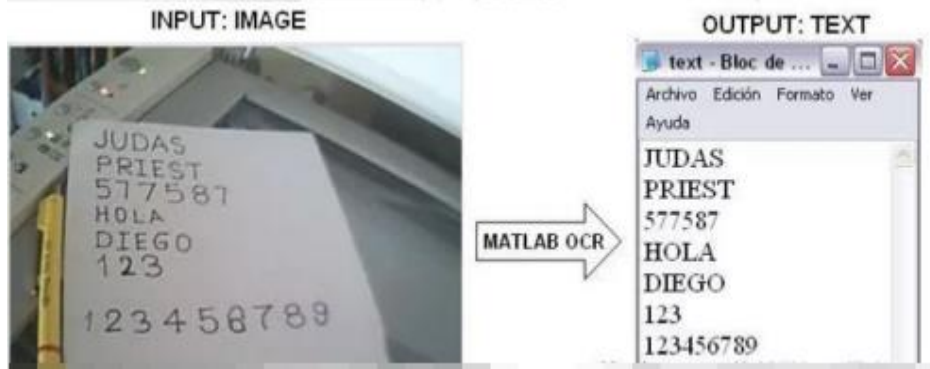 INPUT: IMAGE
OUTPUT: TEXT
JUDAS
PRIEST
577587
HOLA
DIEGO
123
123456789
MATLAB OCR
text - Bloc de ...
Archivo Edición Formato Ver
Ayuda
JUDAS
PRIEST
577587
HOLA
DIEGO
123
123456789